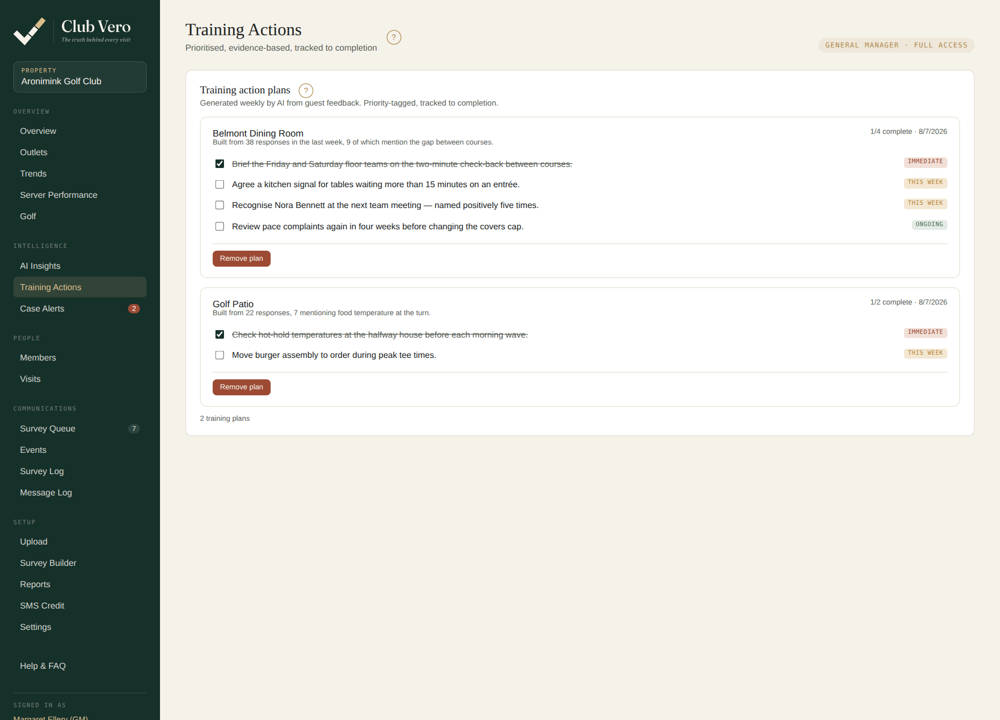 Club Vero
The truth behind every visit
PROPERTY
Aronimink Golf Club
OVERVIEW
Overview
Outlets
Trends
Server Performance
Golf
INTELLIGENCE
AI Insights
Training Actions
Case Alerts 2
PEOPLE
Members
Visits
COMMUNICATIONS
Survey Queue 7
Events
Survey Log
Message Log
SETUP
Upload
Survey Builder
Reports
SMS Credit
Settings
Help & FAQ
SIGNED IN AS
Margaret Ellery (GM)
Training Actions ?
Prioritised, evidence-based, tracked to completion
GENERAL MANAGER · FULL ACCESS
Training action plans ?
Generated weekly by AI from guest feedback. Priority-tagged, tracked to completion.
Belmont Dining Room 1/4 complete · 8/7/2026
Built from 38 responses in the last week, 9 of which mention the gap between courses.
Brief the Friday and Saturday floor teams on the two-minute check-back between courses. IMMEDIATE
Agree a kitchen signal for tables waiting more than 15 minutes on an entrée. THIS WEEK
Recognise Nora Bennett at the next team meeting — named positively five times. THIS WEEK
Review pace complaints again in four weeks before changing the covers cap. ONGOING
Remove plan
Golf Patio 1/2 complete · 8/7/2026
Built from 22 responses, 7 mentioning food temperature at the turn.
Check hot-hold temperatures at the halfway house before each morning wave. IMMEDIATE
Move burger assembly to order during peak tee times. THIS WEEK
Remove plan
2 training plans